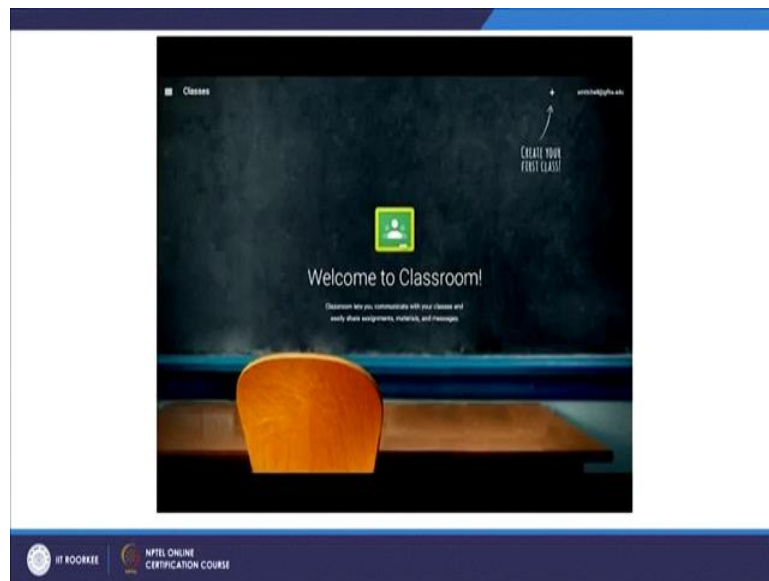 Classes
+
CREATE YOUR
FIRST CLASS!
Welcome to Classroom!
Classroom lets you communicate with your classes and
easily share assignments, materials, and messages.
IIT ROORKEE
NPTEL ONLINE
CERTIFICATION COURSE